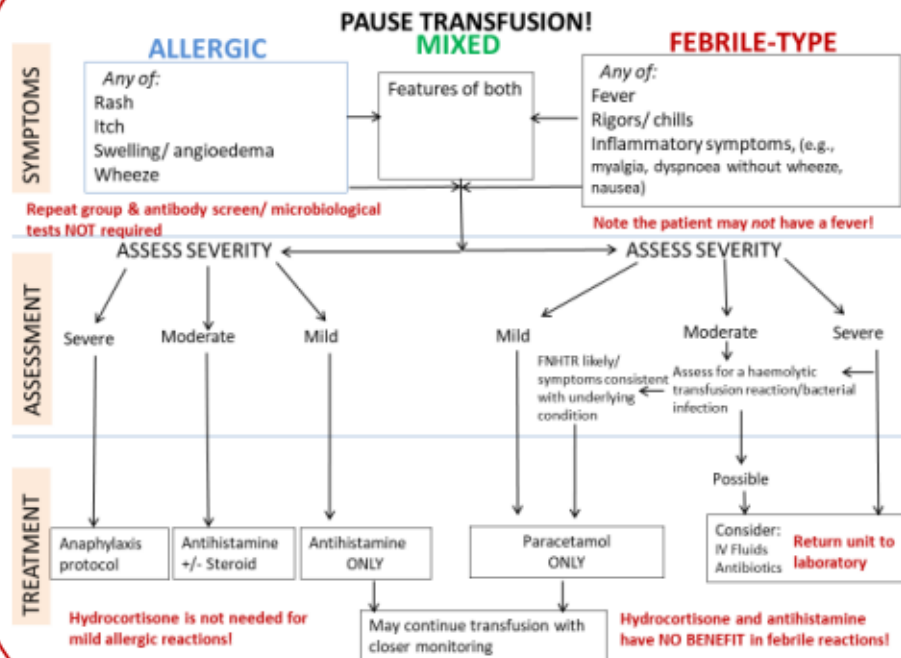 PAUSE TRANSFUSION!
ALLERGIC
MIXED
FEBRILE-TYPE
SYMPTOMS
Any of:
Rash
Itch
Swelling/ angioedema
Wheeze
Features of both
Any of:
Fever
Rigors/ chills
Inflammatory symptoms, (e.g.,
myalgia, dyspnoea without wheeze,
nausea)
Repeat group & antibody screen/ microbiological
tests NOT required
Note the patient may not have a fever!
ASSESSMENT
ASSESS SEVERITY
ASSESS SEVERITY
Severe
Moderate
Mild
Mild
Moderate
Severe
FNHTR likely/
symptoms consistent
with underlying
condition
Assess for a haemolytic
transfusion reaction/bacterial
infection
TREATMENT
Possible
Anaphylaxis
protocol
Antihistamine
+/- Steroid
Antihistamine
ONLY
Paracetamol
ONLY
Consider:
IV Fluids
Antibiotics
Return unit to
laboratory
Hydrocortisone is not needed for
mild allergic reactions!
May continue transfusion with
closer monitoring
Hydrocortisone and antihistamine
have NO BENEFIT in febrile reactions!